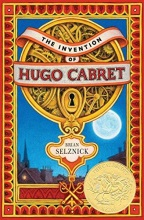 THE INVENTION
OF
HUGO CABRET
BRIAN
SELZNICK